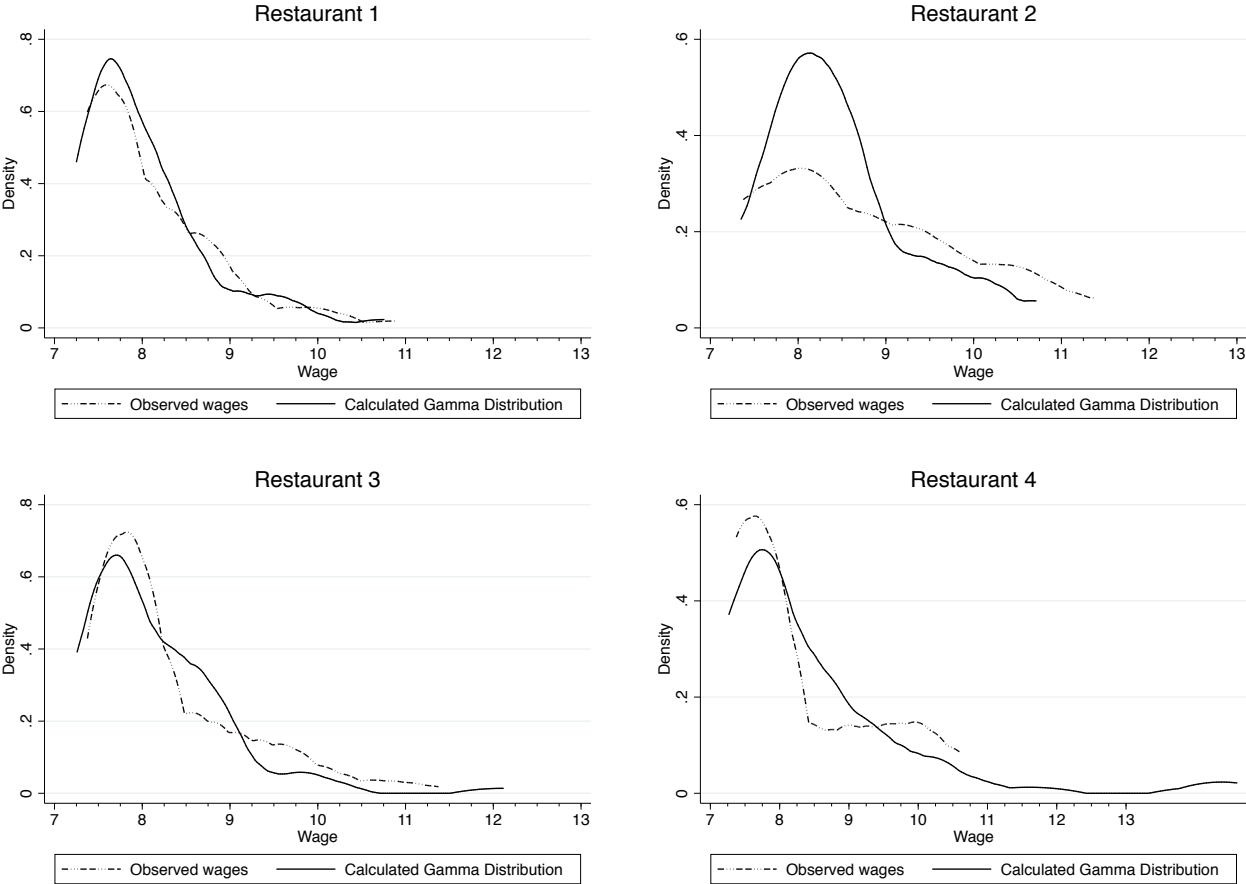 Restaurant 1
Density
0 .2 .4 .6 .8
7 8 9 10 11 12 13
Wage
Observed wages Calculated Gamma Distribution
Restaurant 2
Density
0 .2 .4 .6
7 8 9 10 11 12 13
Wage
Observed wages Calculated Gamma Distribution
Restaurant 3
Density
0 .2 .4 .6 .8
7 8 9 10 11 12 13
Wage
Observed wages Calculated Gamma Distribution
Restaurant 4
Density
0 .2 .4 .6
7 8 9 10 11 12 13
Wage
Observed wages Calculated Gamma Distribution